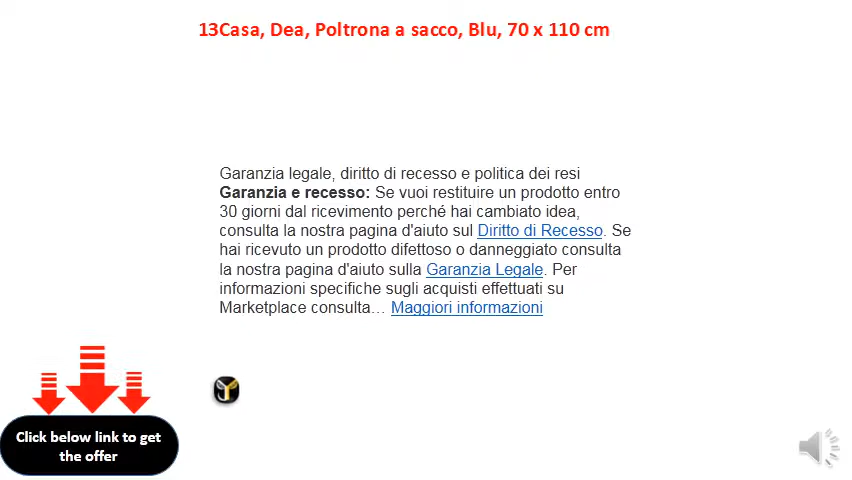 13Casa, Dea, Poltrona a sacco, Blu, 70 x 110 cm
Garanzia legale, diritto di recesso e politica dei resi
Garanzia e recesso: Se vuoi restituire un prodotto entro
30 giorni dal ricevimento perché hai cambiato idea,
consulta la nostra pagina d'aiuto sul Diritto di Recesso. Se
hai ricevuto un prodotto difettoso o danneggiato consulta
la nostra pagina d'aiuto sulla Garanzia Legale. Per
informazioni specifiche sugli acquisti effettuati su
Marketplace consulta… Maggiori informazioni
Click below link to get
the offer